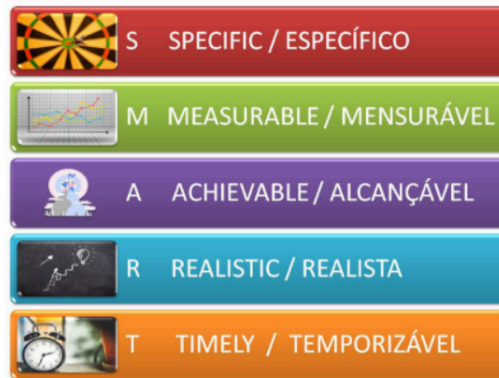 S SPECIFIC / ESPECÍFICO
M MEASURABLE / MENSURÁVEL
A ACHIEVABLE / ALCANÇÁVEL
R REALISTIC / REALISTA
T TIMELY / TEMPORIZÁVEL